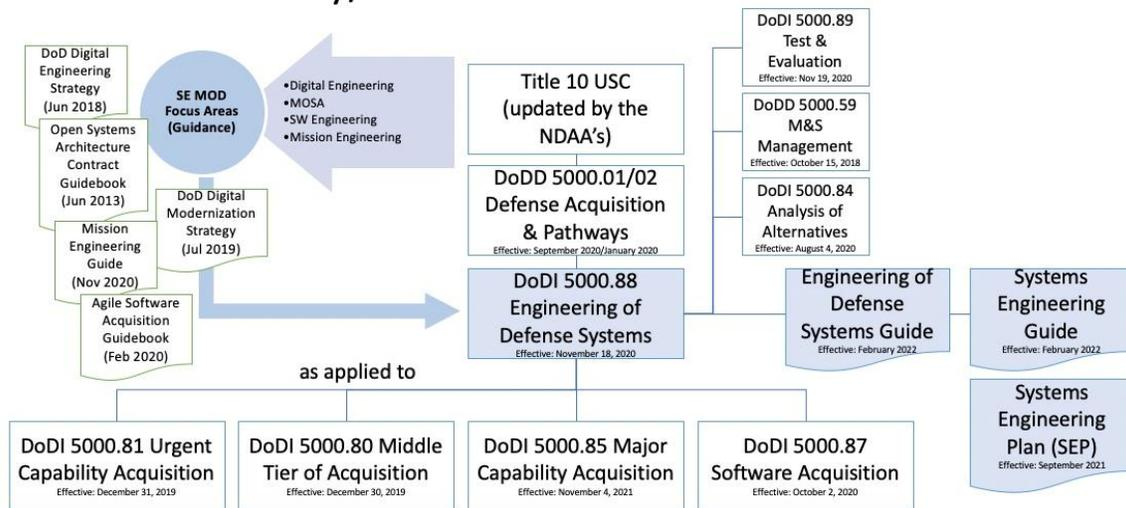 DoD Digital
Engineering
Strategy
(Jun 2018)
Open Systems
Architecture
Contract
Guidebook
(Jun 2013)
DoD Digital
Modernization
Strategy
(Jul 2019)
Mission
Engineering
Guide
(Nov 2020)
Agile Software
Acquisition
Guidebook
(Feb 2020)
SE MOD
Focus Areas
(Guidance)
•Digital Engineering
•MOSA
•SW Engineering
•Mission Engineering
Title 10 USC
(updated by the
NDAA's)
DoDD 5000.01/02
Defense Acquisition
& Pathways
Effective: September 2020/January 2020
DoDI 5000.88
Engineering of
Defense Systems
Effective: November 18, 2020
DoDI 5000.89
Test &
Evaluation
Effective: Nov 19, 2020
DoDD 5000.59
M&S
Management
Effective: October 15, 2018
DoDI 5000.84
Analysis of
Alternatives
Effective: August 4, 2020
Engineering of
Defense
Systems Guide
Effective: February 2022
Systems
Engineering
Guide
Effective: February 2022
Systems
Engineering
Plan (SEP)
Effective: September 2021
as applied to
DoDI 5000.81 Urgent
Capability Acquisition
Effective: December 31, 2019
DoDI 5000.80 Middle
Tier of Acquisition
Effective: December 30, 2019
DoDI 5000.85 Major
Capability Acquisition
Effective: November 4, 2021
DoDI 5000.87
Software Acquisition
Effective: October 2, 2020